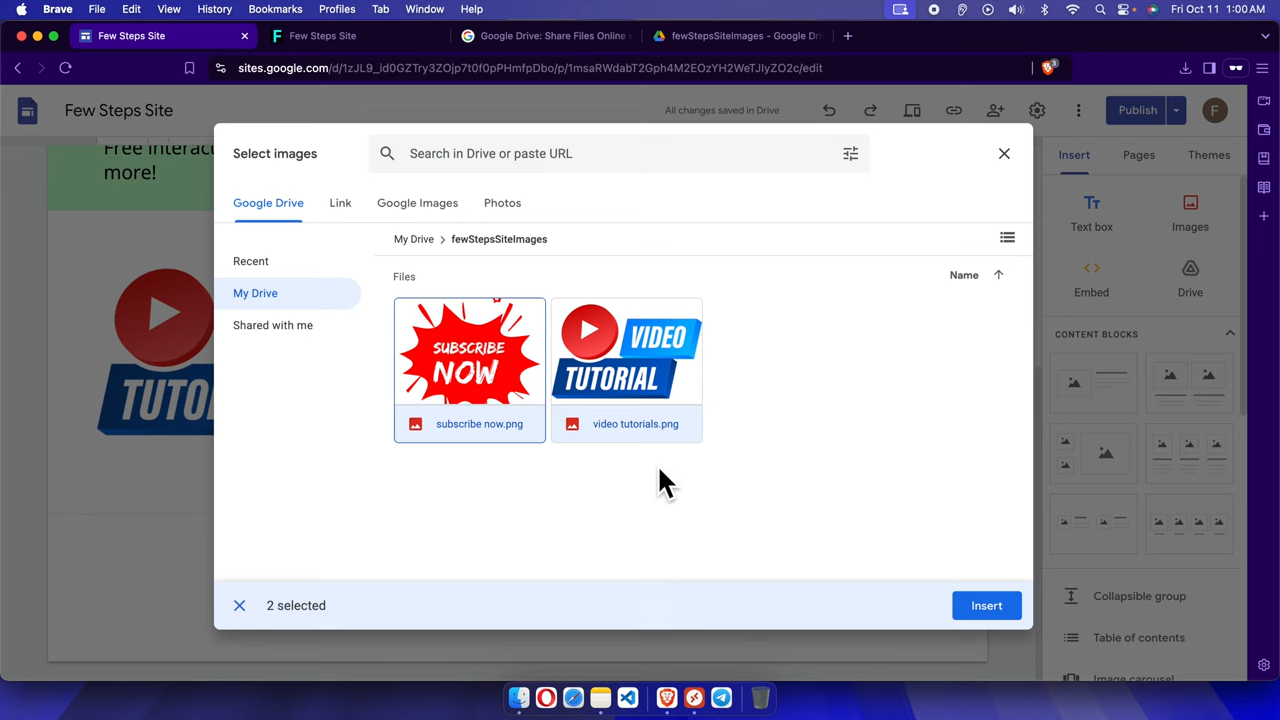 Brave File Edit View History Bookmarks Profiles Tab Window Help Fri Oct 11 1:00 AM
Few Steps Site
Few Steps Site
Google Drive: Share Files Online
fewStepsSiteImages - Google Dri
sites.google.com/d/1zJL9_id0GZTry3ZOjp7t0f0pPHmfpDbo/p/1msaRWdabT2Gph4M2EOzYH2WeTJIyZO2c/edit
3
Few Steps Site
All changes saved in Drive
Publish
F
Free interac
more!
TUTO
Select images
Search in Drive or paste URL
Google Drive Link Google Images Photos
Recent
My Drive
Shared with me
My Drive > fewStepsSiteImages
Files
Name
SUBSCRIBE
NOW
VIDEO
TUTORIAL
subscribe now.png
video tutorials.png
2 selected
Insert
Insert Pages Themes
Tт
Text box
Images
Embed
Drive
CONTENT BLOCKS
Collapsible group
Table of contents
Image carousel